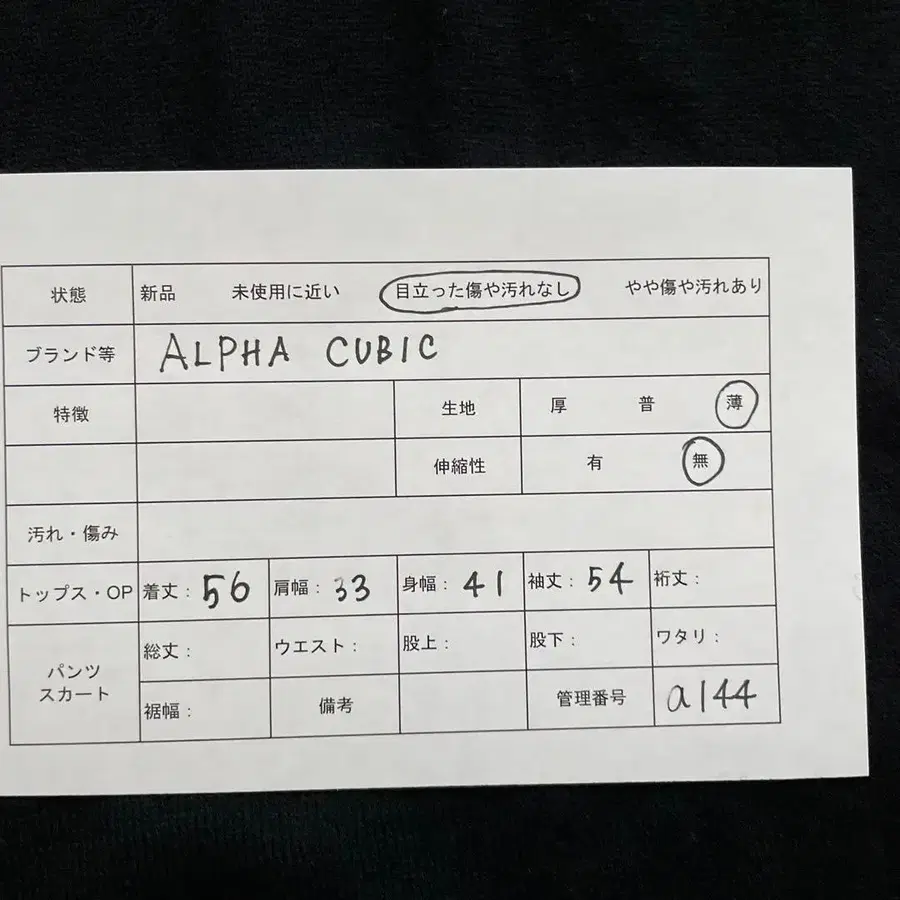 状態 新品 未使用に近い 目立った傷や汚れなし やや傷や汚れあり
ブランド等 ALPHA CUBIC
特徴 生地 厚 普 薄
伸縮性 有 無
汚れ・傷み
トップス・OP 着丈： 56 肩幅： 33 身幅： 41 袖丈： 54 裄丈：
パンツ
スカート
総丈： ウエスト： 股上： 股下： ワタリ：
裾幅： 備考 管理番号 a144